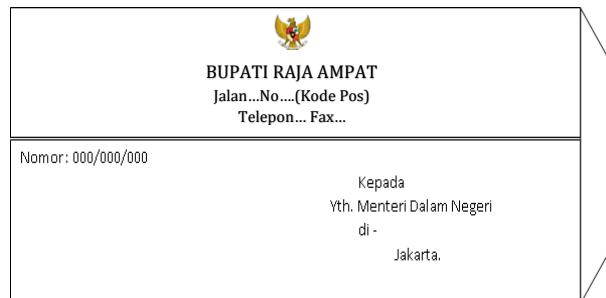 BUPATI RAJA AMPAT
Jalan...No....(Kode Pos)
Telepon... Fax...
Nomor : 000/000/000
Kepada
Yth. Menteri Dalam Negeri
di -
Jakarta.